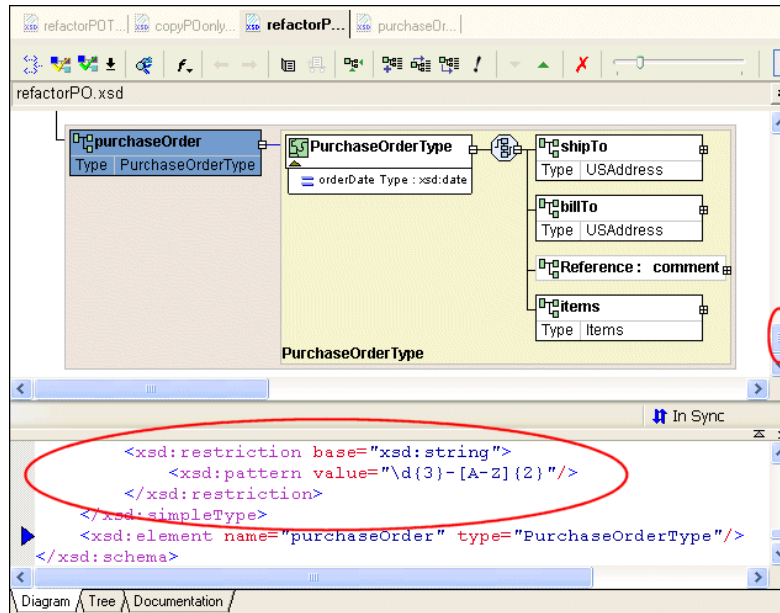 refactorPOT... copyPOonly... refactorP... purchaseOr...
refactorPO.xsd
purchaseOrder
Type PurchaseOrderType
PurchaseOrderType
orderDate Type : xsd:date
shipTo
Type USAddress
billTo
Type USAddress
Reference : comment
items
Type Items
PurchaseOrderType
In Sync
<xsd:restriction base="xsd:string">
<xsd:pattern value="\d{3}-[A-Z]{2}"/>
</xsd:restriction>
</xsd:simpleType>
<xsd:element name="purchaseOrder" type="PurchaseOrderType"/>
</xsd:schema>
Diagram Tree Documentation